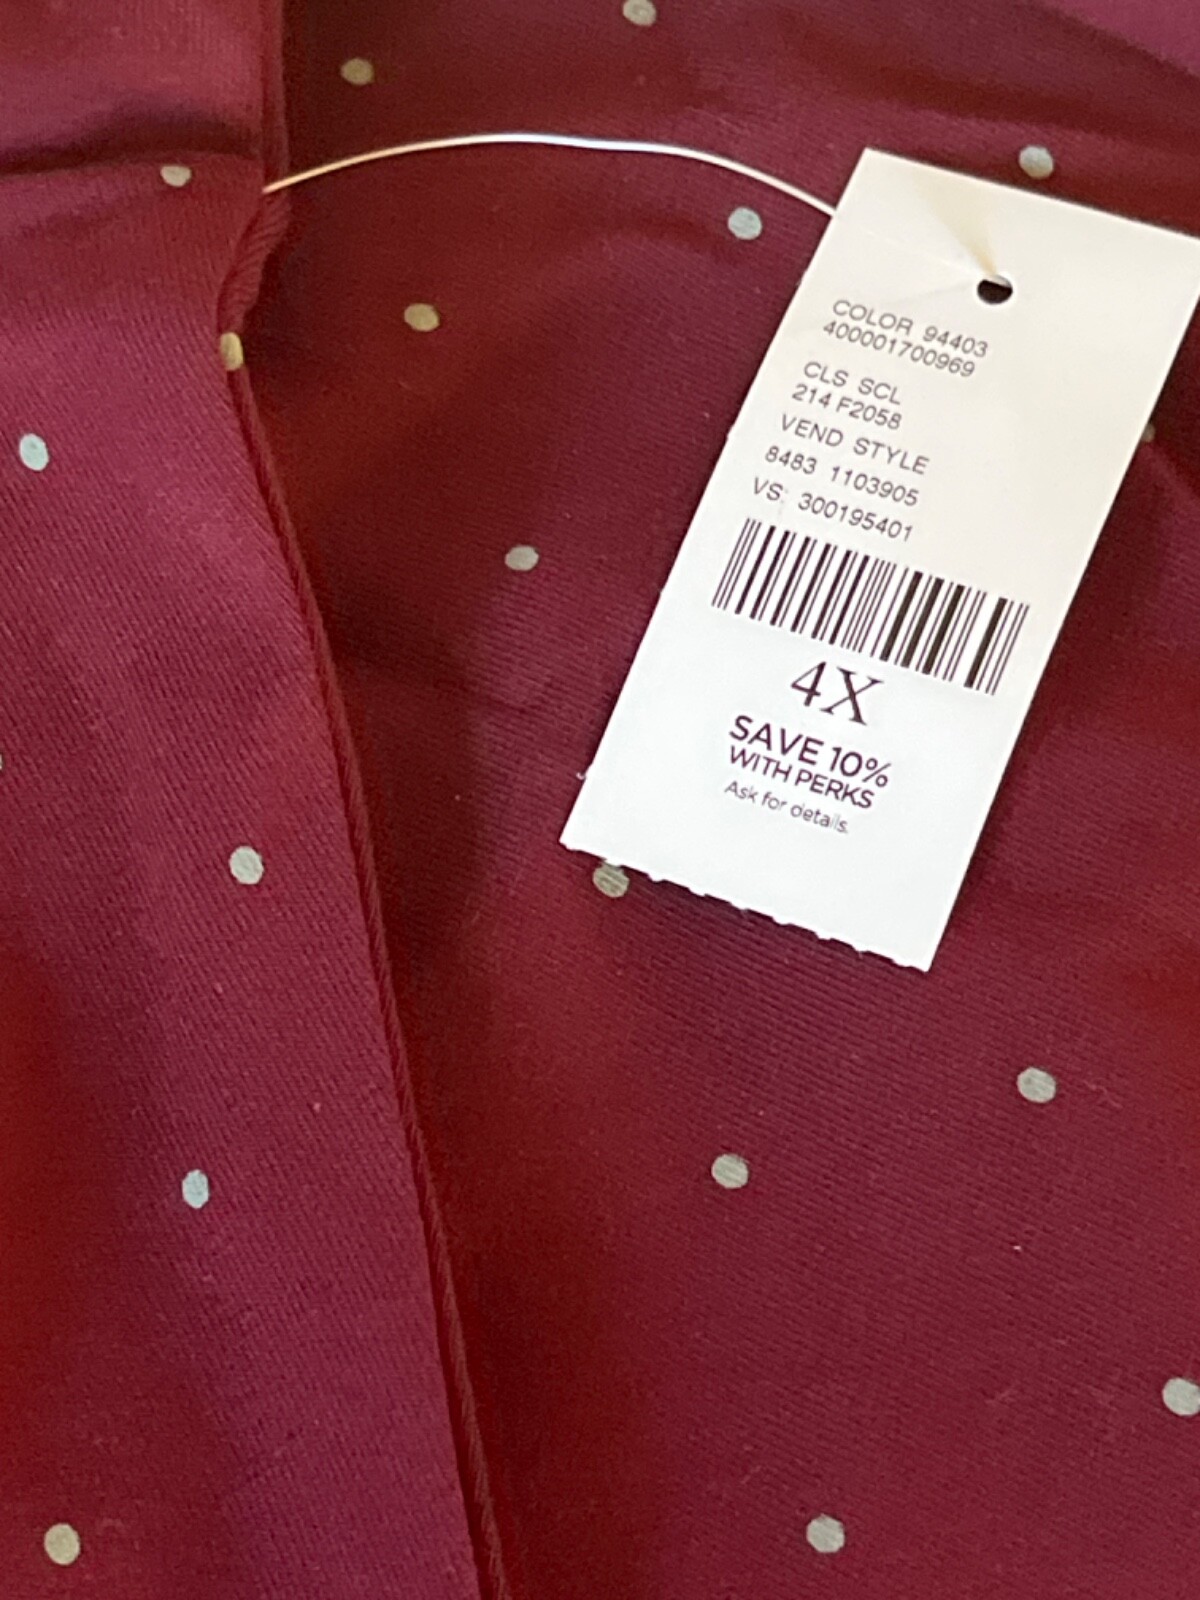 COLOR 94403
400001700969
CLS SCL
214 F2058
VEND STYLE
8483 1103905
VS: 300195401
4X
SAVE 10%
WITH PERKS
Ask for details.